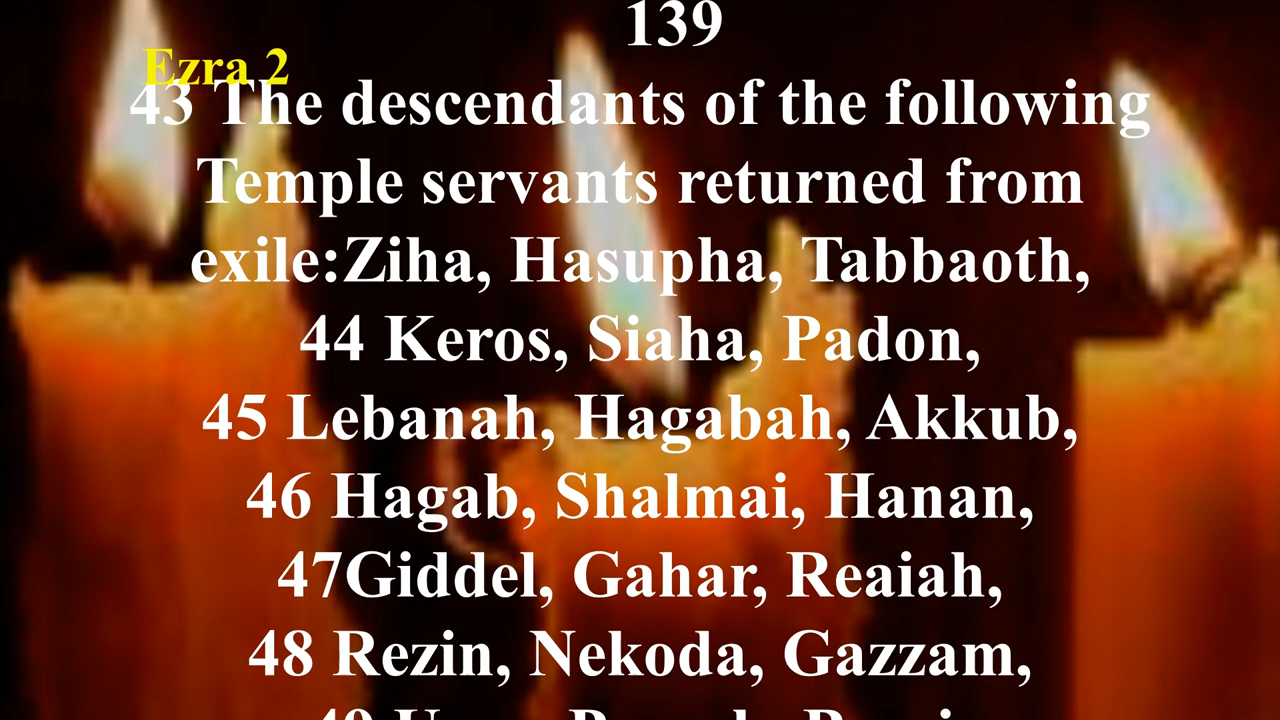 139
Ezra 2
43 The descendants of the following
Temple servants returned from
exile:Ziha, Hasupha, Tabbaoth,
44 Keros, Siaha, Padon,
45 Lebanah, Hagabah, Akkub,
46 Hagab, Shalmai, Hanan,
47Giddel, Gahar, Reaiah,
48 Rezin, Nekoda, Gazzam,